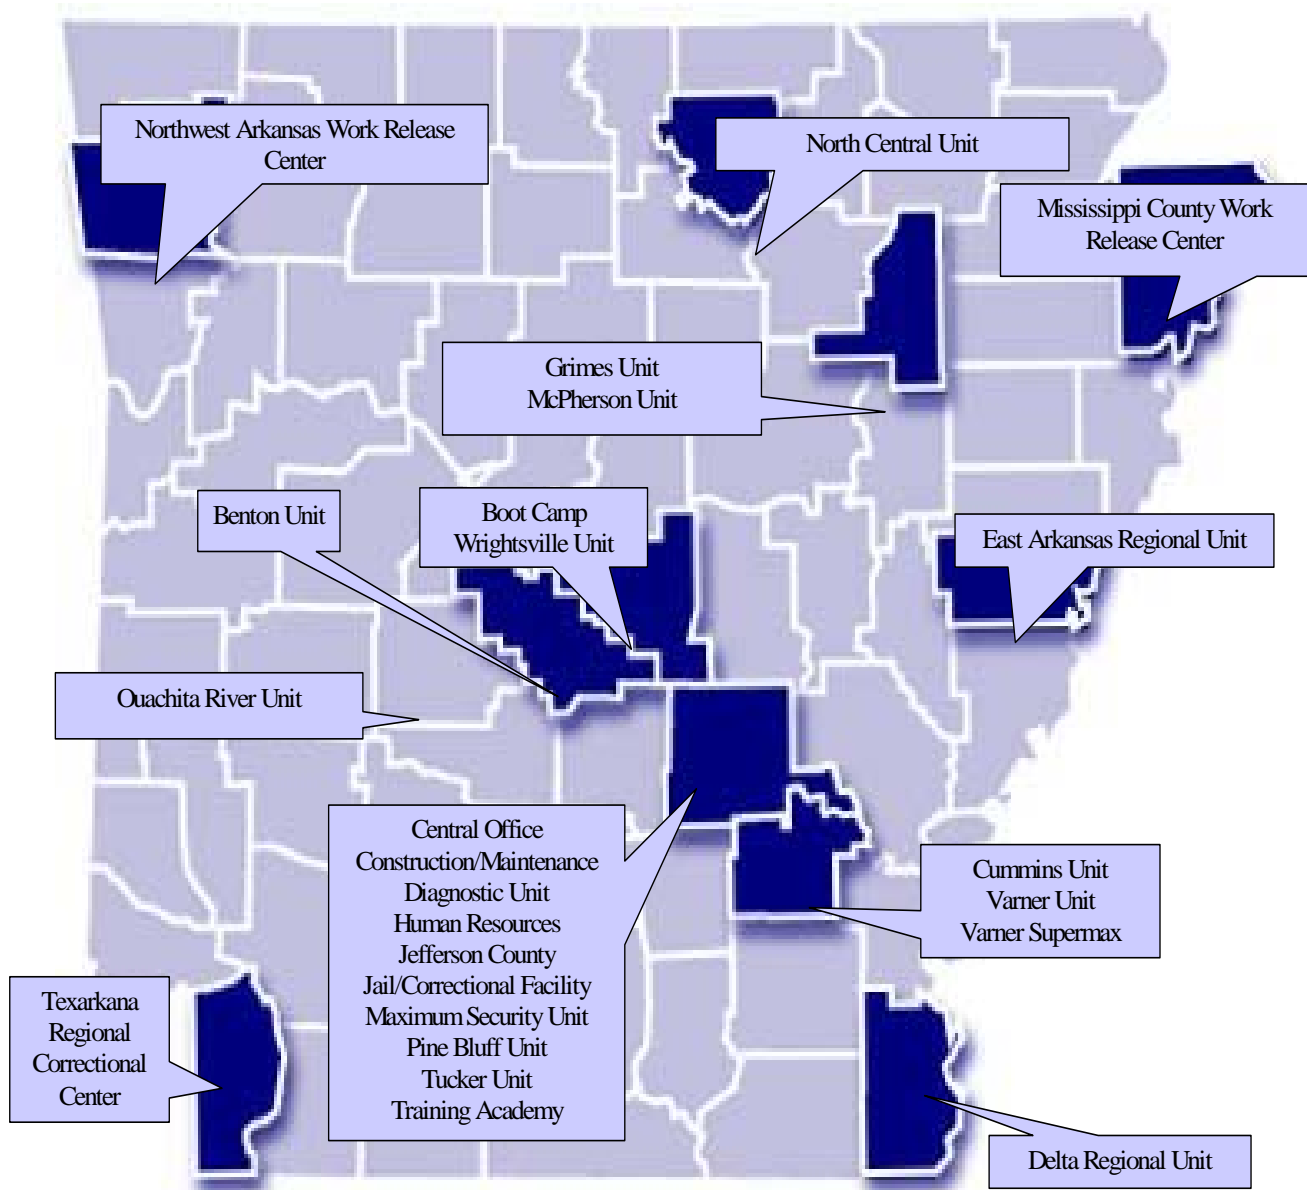 Northwest Arkansas Work Release
Center
North Central Unit
Mississippi County Work
Release Center
Grimes Unit
McPherson Unit
Benton Unit
Boot Camp
Wrightsville Unit
East Arkansas Regional Unit
Ouachita River Unit
Central Office
Construction/Maintenance
Diagnostic Unit
Human Resources
Jefferson County
Jail/Correctional Facility
Maximum Security Unit
Pine Bluff Unit
Tucker Unit
Training Academy
Cummins Unit
Varner Unit
Varner Supermax
Texarkana
Regional
Correctional
Center
Delta Regional Unit